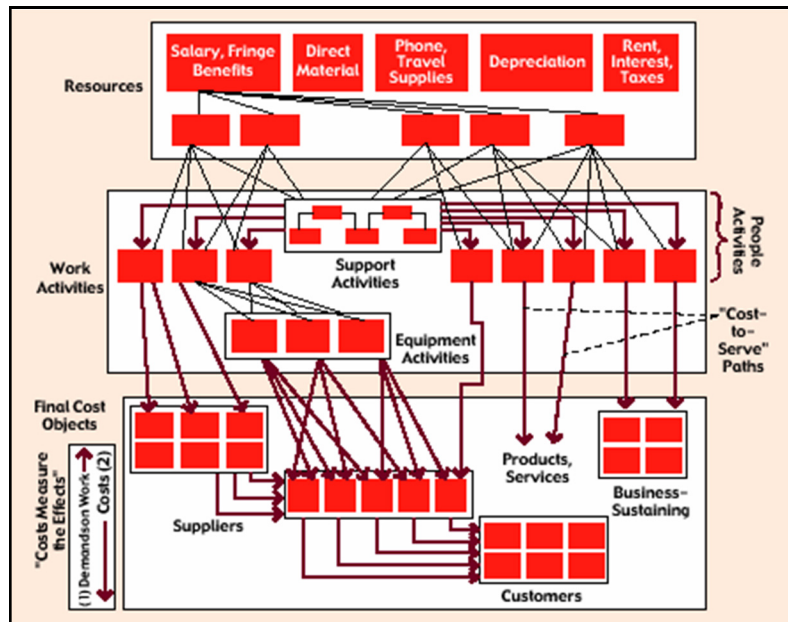 Salary, Fringe
Benefits
Direct
Material
Phone,
Travel
Supplies
Depreciation
Rent,
Interest,
Taxes
Resources
People
Activities
Work
Activities
Support
Activities
Equipment
Activities
"Cost-
to-
Serve"
Paths
Final Cost
Objects
"Costs Measure
the Effects"
(1) Demandson Work
Costs (2)
Suppliers
Products,
Services
Business-
Sustaining
Customers